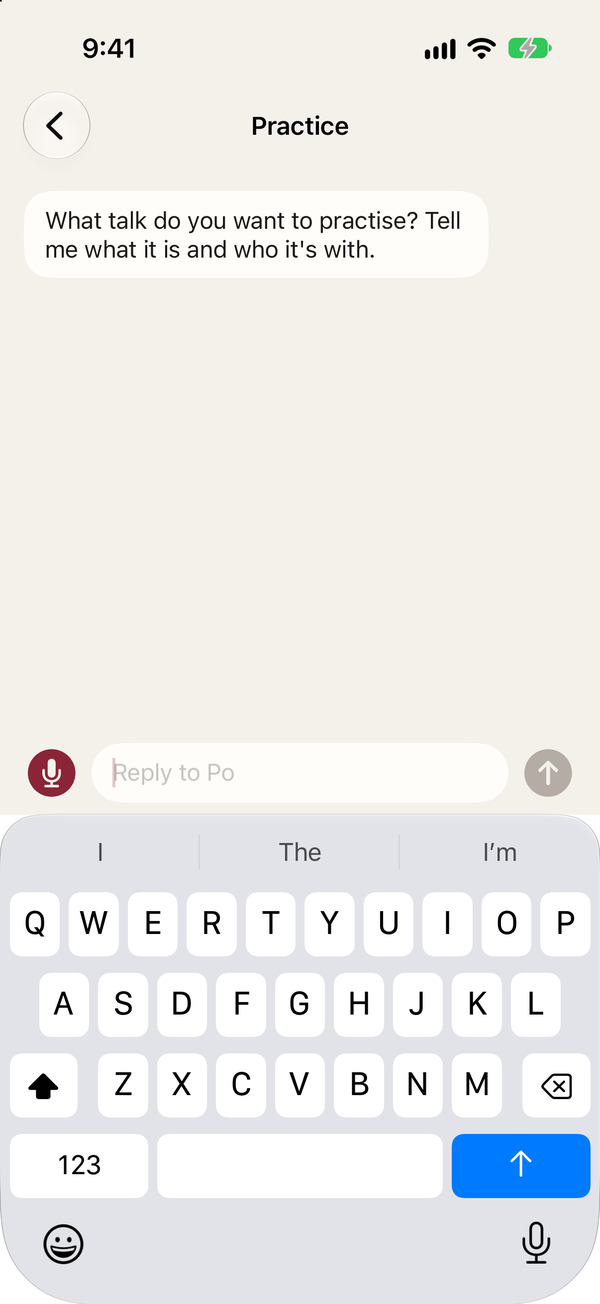 9:41
Practice
What talk do you want to practise? Tell
me what it is and who it's with.
Reply to Po
I The I’m
Q W E R T Y U I O P
A S D F G H J K L
Z X C V B N M
123